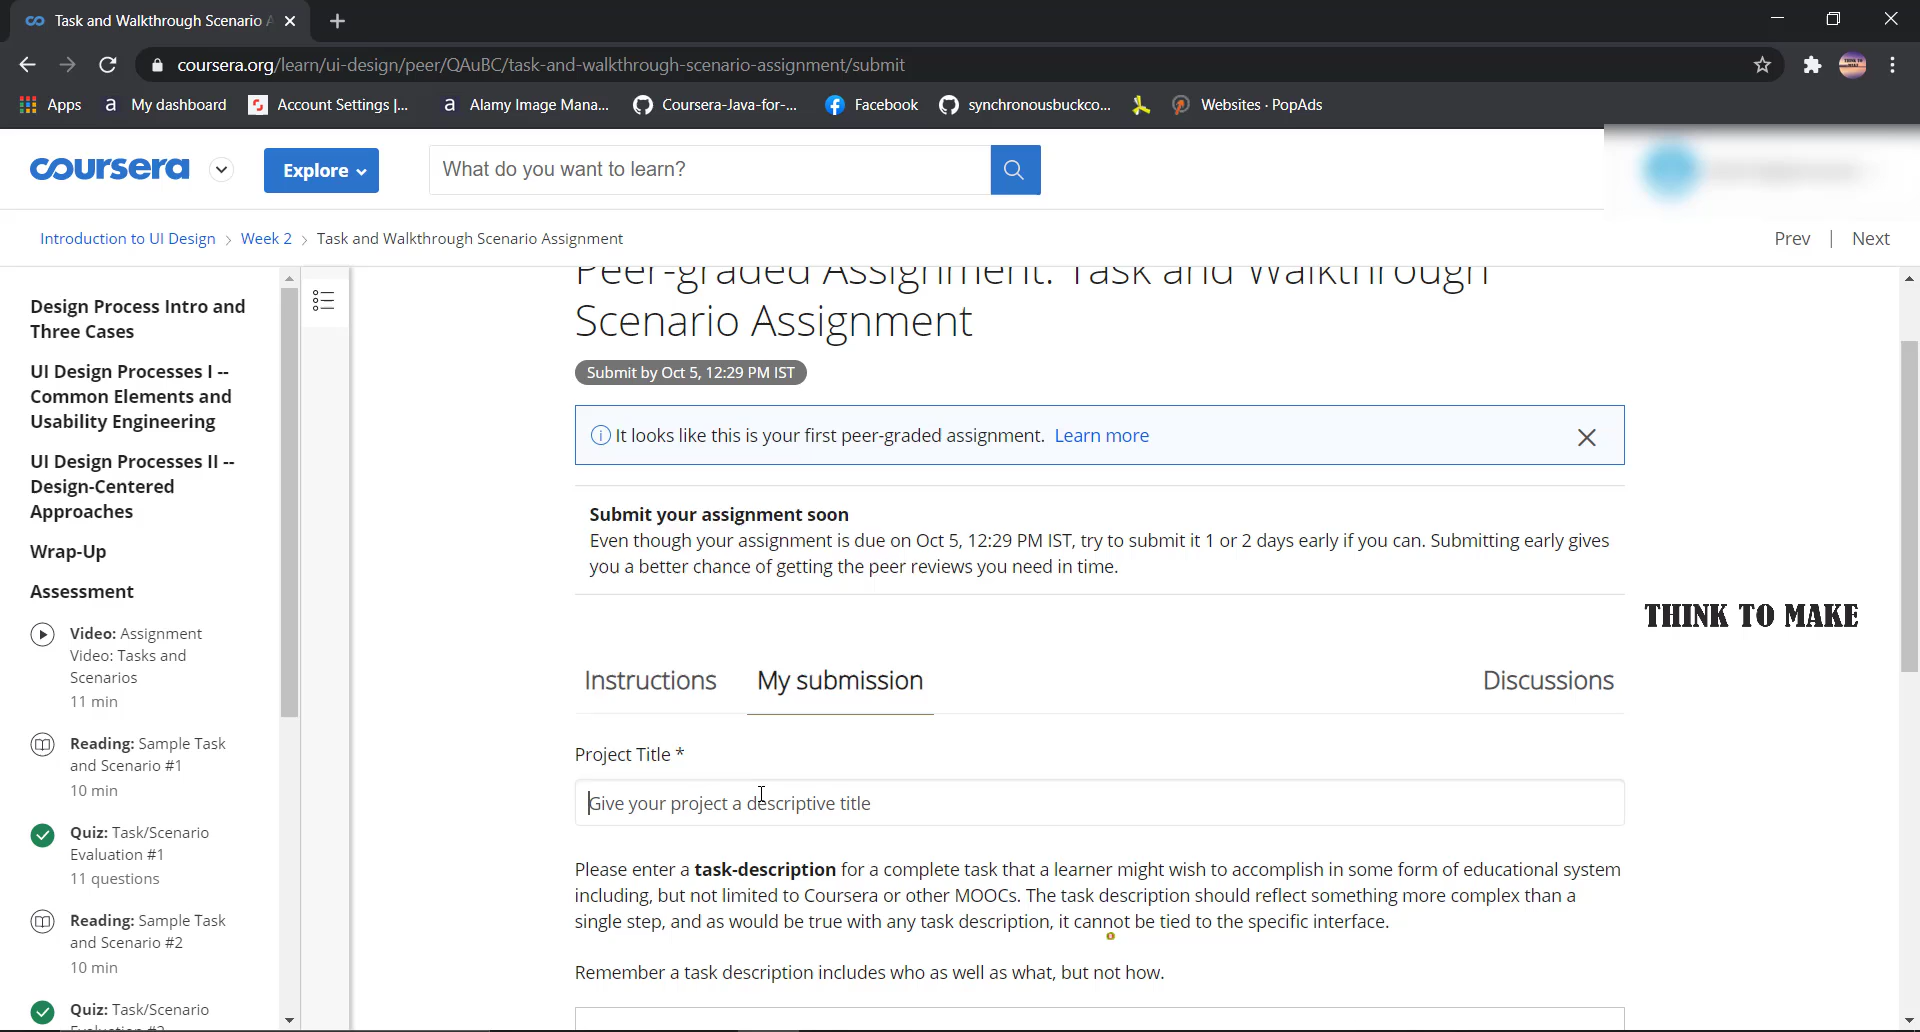 Task and Walkthrough Scenario A
coursera.org/learn/ui-design/peer/QAuBC/task-and-walkthrough-scenario-assignment/submit
Apps
My dashboard
Account Settings |...
Alamy Image Mana...
Coursera-Java-for-...
Facebook
synchronousbuckco...
Websites · PopAds
coursera
Explore
What do you want to learn?
Introduction to UI Design > Week 2 > Task and Walkthrough Scenario Assignment
Prev | Next
Design Process Intro and
Three Cases
UI Design Processes I --
Common Elements and
Usability Engineering
UI Design Processes II --
Design-Centered
Approaches
Wrap-Up
Assessment
Video: Assignment
Video: Tasks and
Scenarios
11 min
Reading: Sample Task
and Scenario #1
10 min
Quiz: Task/Scenario
Evaluation #1
11 questions
Reading: Sample Task
and Scenario #2
10 min
Quiz: Task/Scenario
Evaluation #2
Peer-graded Assignment: Task and Walkthrough
Scenario Assignment
Submit by Oct 5, 12:29 PM IST
It looks like this is your first peer-graded assignment. Learn more
Submit your assignment soon
Even though your assignment is due on Oct 5, 12:29 PM IST, try to submit it 1 or 2 days early if you can. Submitting early gives
you a better chance of getting the peer reviews you need in time.
THINK TO MAKE
Instructions
My submission
Discussions
Project Title *
Give your project a descriptive title
Please enter a task-description for a complete task that a learner might wish to accomplish in some form of educational system
including, but not limited to Coursera or other MOOCs. The task description should reflect something more complex than a
single step, and as would be true with any task description, it cannot be tied to the specific interface.
Remember a task description includes who as well as what, but not how.